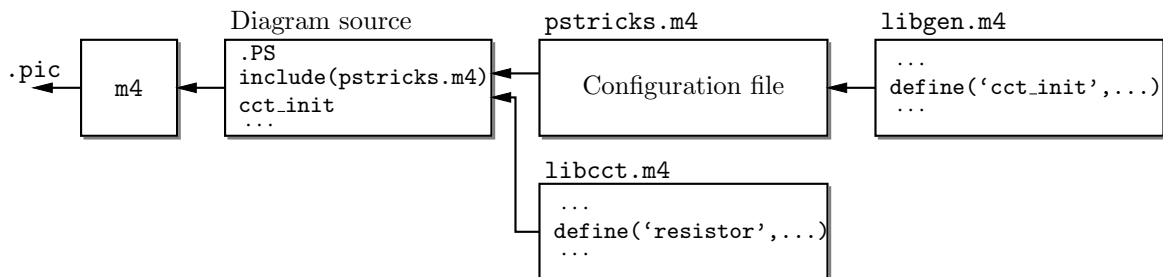 .pic
m4
Diagram source
.PS
include(pstricks.m4)
cct_init
...
pstricks.m4
Configuration file
libgen.m4
...
define(‘cct_init’,...)
...
libcct.m4
...
define(‘resistor’,...)
...